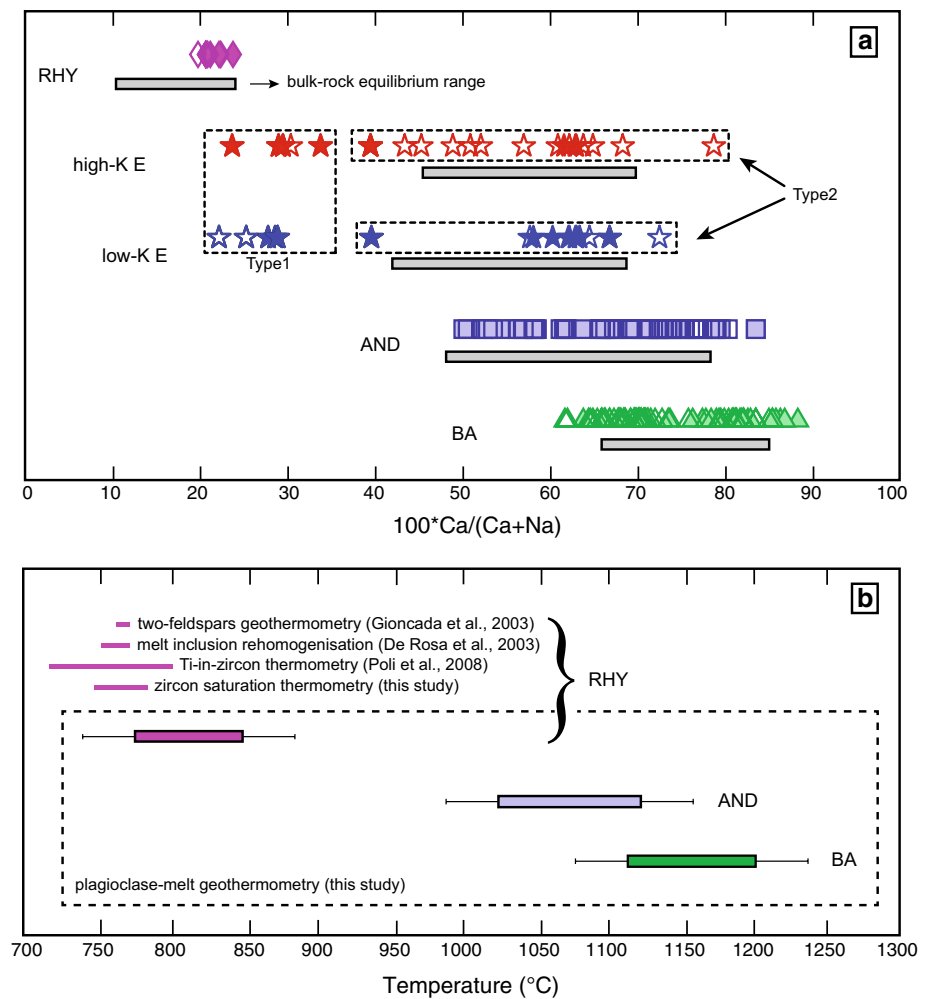 a
RHY
bulk-rock equilibrium range
high-K E
Type2
low-K E
Type1
AND
BA
0 10 20 30 40 50 60 70 80 90 100
100*Ca/(Ca+Na)
b
two-feldspars geothermometry (Gioncada et al., 2003)
melt inclusion rehomogenisation (De Rosa et al., 2003)
Ti-in-zircon thermometry (Poli et al., 2008)
zircon saturation thermometry (this study)
RHY
AND
BA
plagioclase-melt geothermometry (this study)
700 750 800 850 900 950 1000 1050 1100 1150 1200 1250 1300
Temperature (°C)